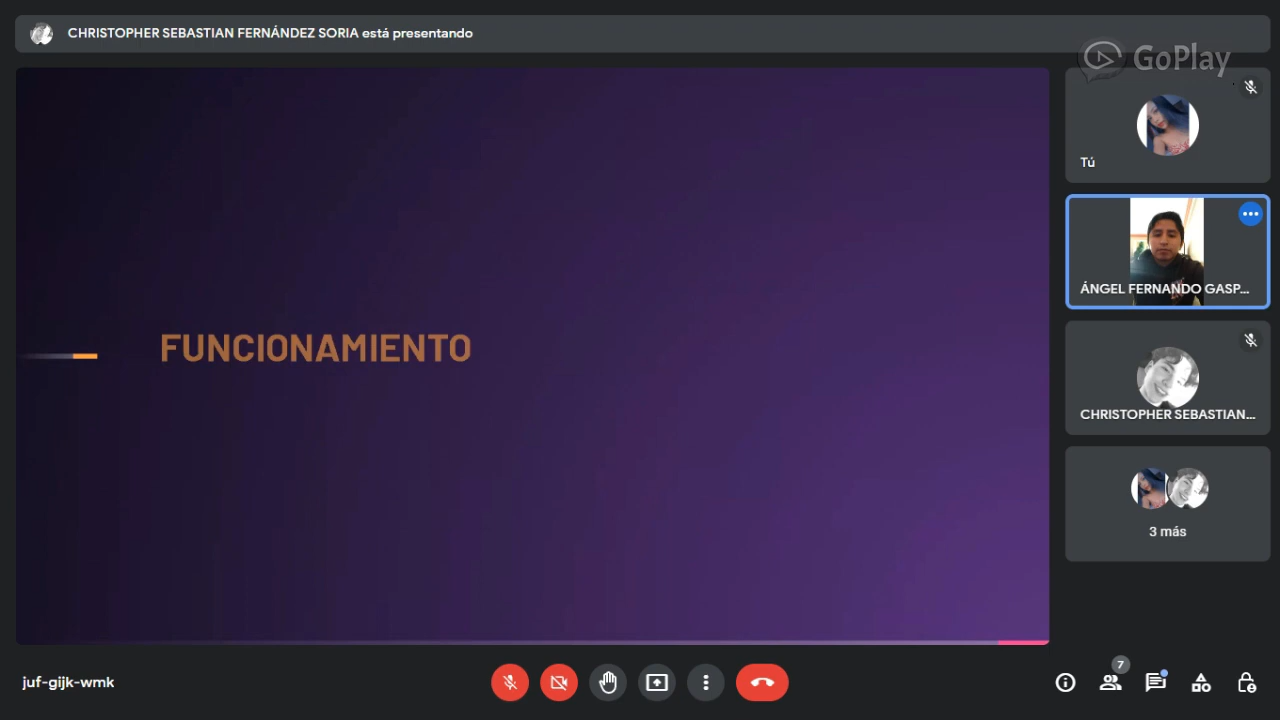 CHRISTOPHER SEBASTIAN FERNÁNDEZ SORIA está presentando
GoPlay
Tú
FUNCIONAMIENTO
ÁNGEL FERNANDO GASP...
CHRISTOPHER SEBASTIAN...
3 más
juf-gijk-wmk
7